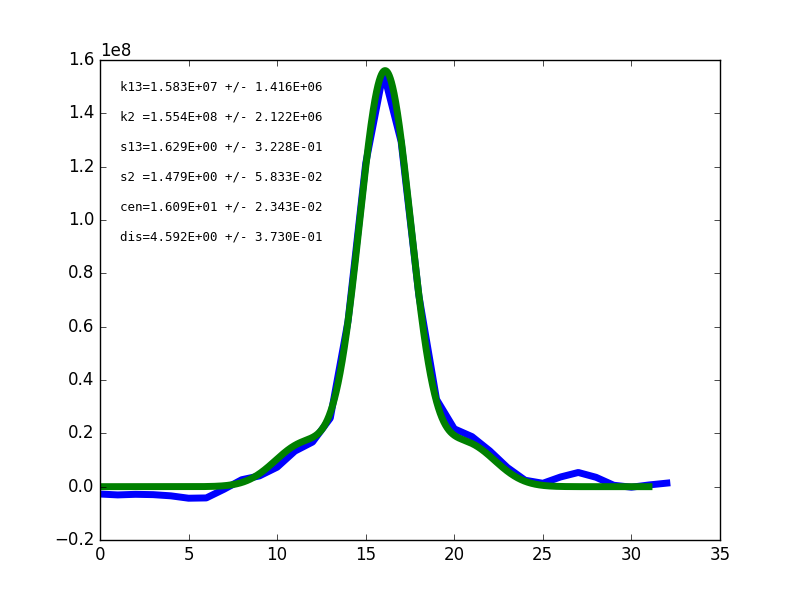 1e8
1.6
k13=1.583E+07 +/- 1.416E+06
1.4
k2 =1.554E+08 +/- 2.122E+06
s13=1.629E+00 +/- 3.228E-01
1.2
s2 =1.479E+00 +/- 5.833E-02
1.0
cen=1.609E+01 +/- 2.343E-02
dis=4.592E+00 +/- 3.730E-01
0.8
0.6
0.4
0.2
0.0
−0.2
0 5 10 15 20 25 30 35